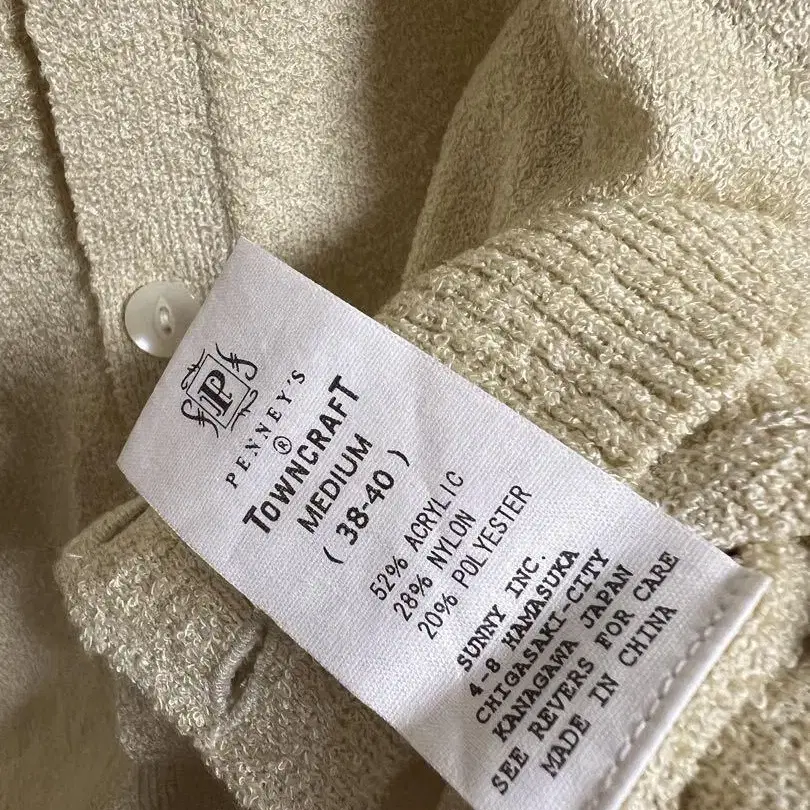 P
PENNEY'S
®
TOWNCRAFT
MEDIUM
( 38-40 )
52% ACRYLIC
28% NYLON
20% POLYESTER
SUNNY INC.
4-8 HAMASUKA
CHIGASAKI-CITY
KANAGAWA JAPAN
SEE REVERS FOR CARE
MADE IN CHINA